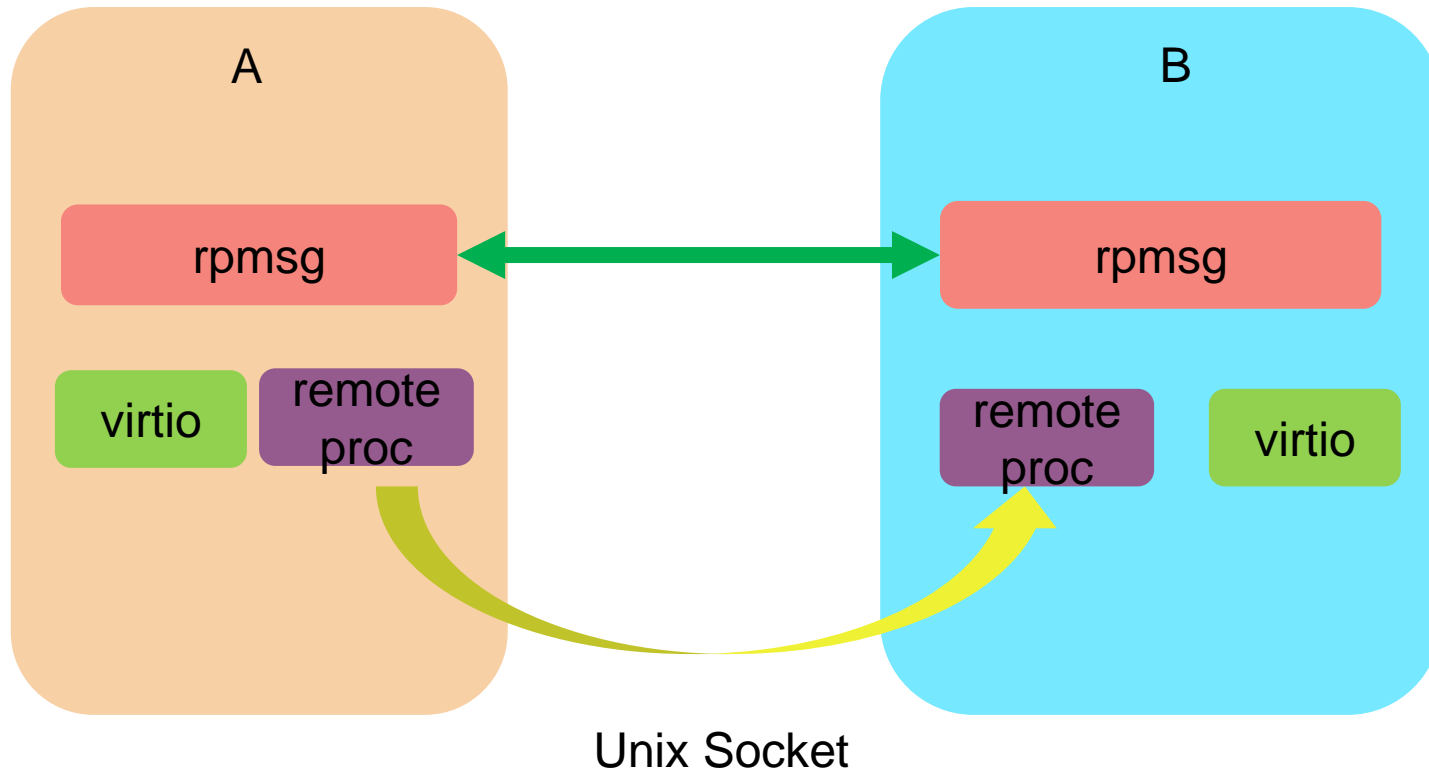 A
B
rpmsg
rpmsg
virtio
remote
proc
remote
proc
virtio
Unix Socket